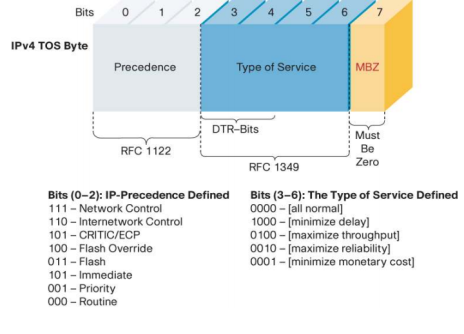 Bits 0 1 2 3 4 5 6 7
IPv4 TOS Byte
Precedence Type of Service MBZ
DTR–Bits
RFC 1122
RFC 1349
Must
Be
Zero
Bits (0–2): IP-Precedence Defined
111 – Network Control
110 – Internetwork Control
101 – CRITIC/ECP
100 – Flash Override
011 – Flash
101 – Immediate
001 – Priority
000 – Routine
Bits (3–6): The Type of Service Defined
0000 – [all normal]
1000 – [minimize delay]
0100 – [maximize throughput]
0010 – [maximize reliability]
0001 – [minimize monetary cost]